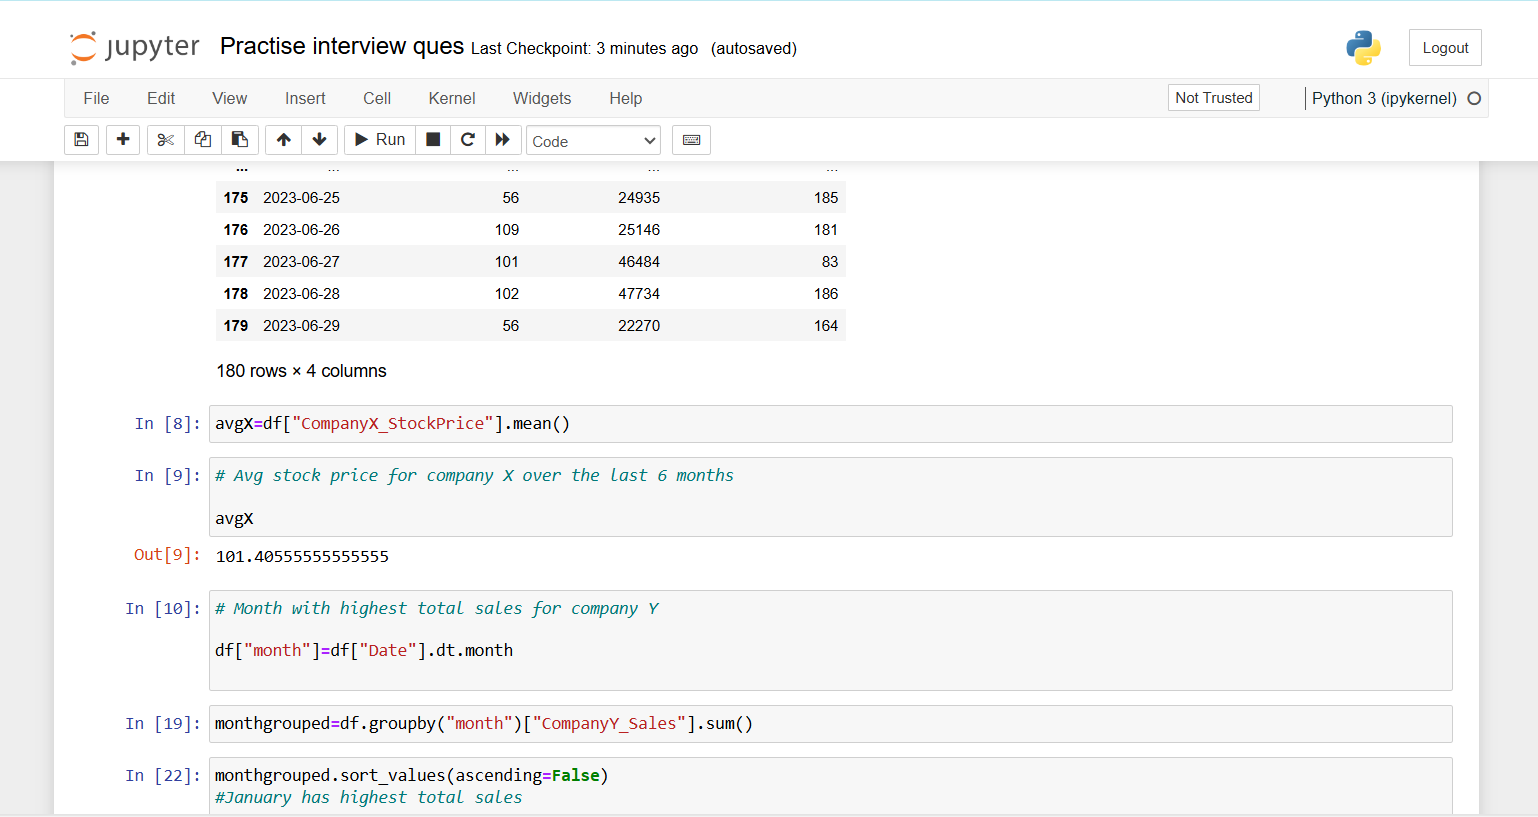 jupyter Practise interview ques Last Checkpoint: 3 minutes ago (autosaved) Logout
File Edit View Insert Cell Kernel Widgets Help Not Trusted Python 3 (ipykernel)
Run Code
... ... ... ... ...
175 2023-06-25 56 24935 185
176 2023-06-26 109 25146 181
177 2023-06-27 101 46484 83
178 2023-06-28 102 47734 186
179 2023-06-29 56 22270 164
180 rows × 4 columns
In [8]: avgX=df["CompanyX_StockPrice"].mean()
In [9]: # Avg stock price for company X over the last 6 months
avgX
Out[9]: 101.40555555555555
In [10]: # Month with highest total sales for company Y
df["month"]=df["Date"].dt.month
In [19]: monthgrouped=df.groupby("month")["CompanyY_Sales"].sum()
In [22]: monthgrouped.sort_values(ascending=False)
#January has highest total sales